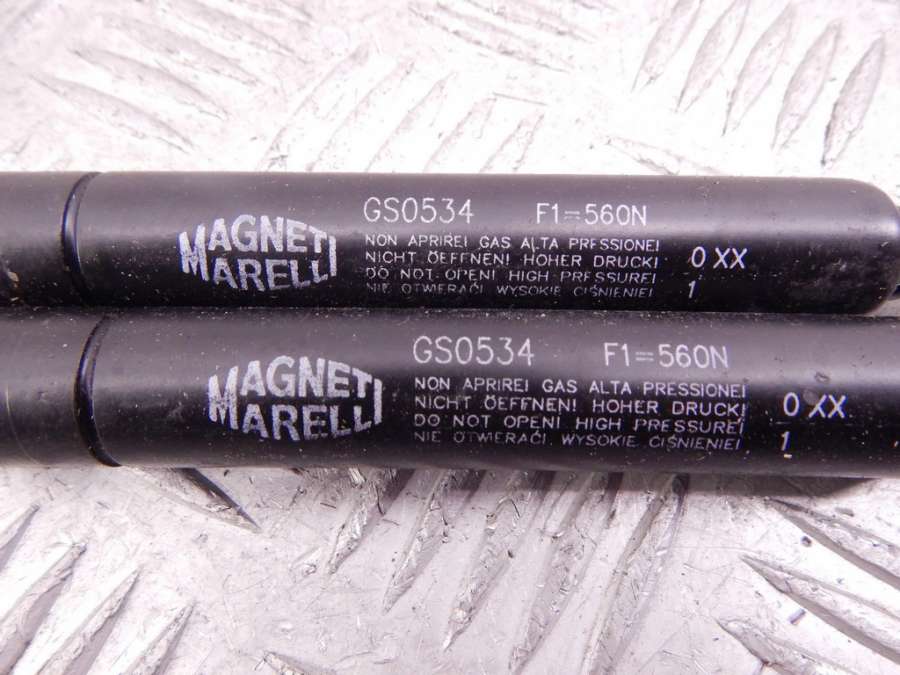 MAGNETI
MARELLI
GS0534 F1=560N
NON APRIRE! GAS ALTA PRESSIONE!
NICHT ÖEFFNEN! HOHER DRUCK!
DO NOT OPEN! HIGH PRESSURE!
NIE OTWIERAĆ! WYSOKIE CIŚNIENIE!
0 XX
1
MAGNETI
MARELLI
GS0534 F1=560N
NON APRIRE! GAS ALTA PRESSIONE!
NICHT ÖEFFNEN! HOHER DRUCK!
DO NOT OPEN! HIGH PRESSURE!
NIE OTWIERAĆ! WYSOKIE CIŚNIENIE!
0 XX
1